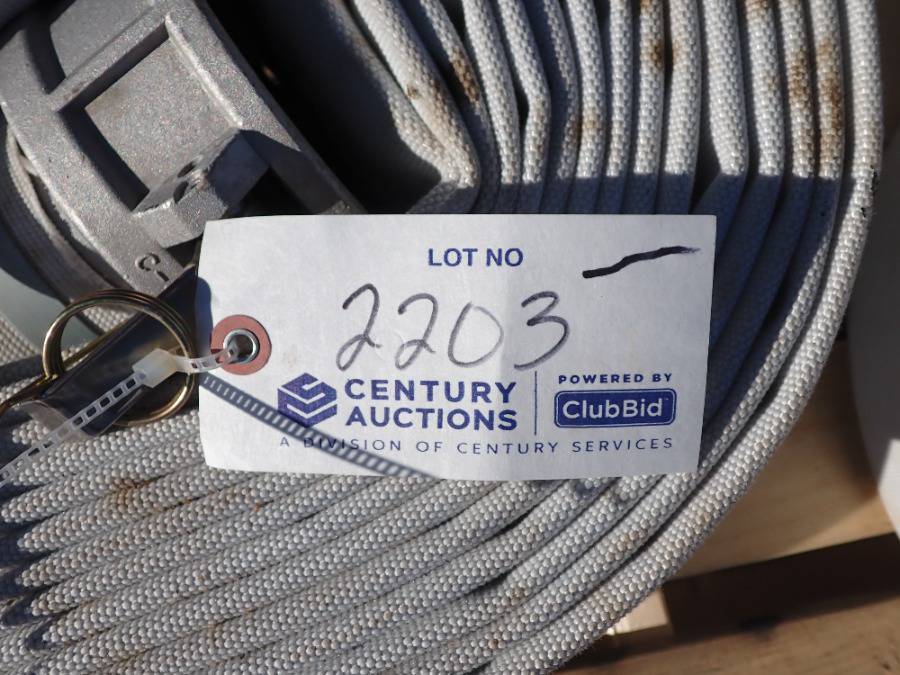 LOT NO
2203
CENTURY AUCTIONS
POWERED BY ClubBid
A DIVISION OF CENTURY SERVICES